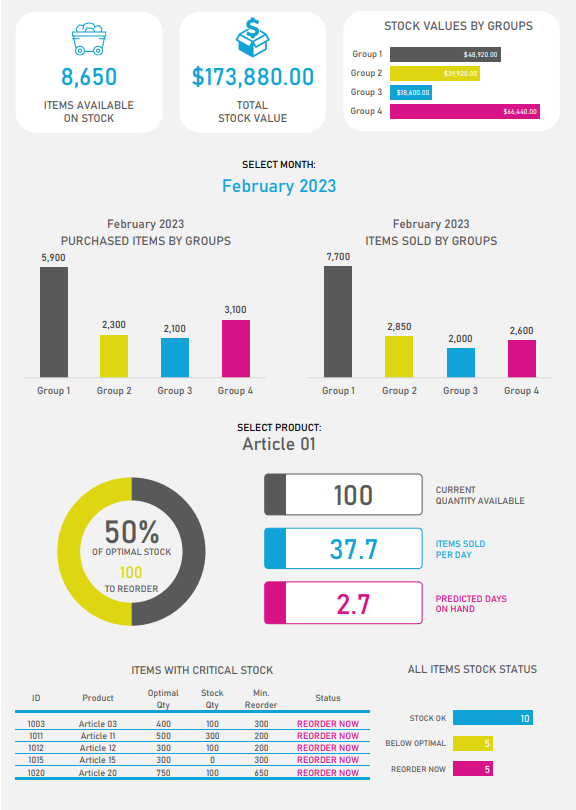 8,650
ITEMS AVAILABLE
ON STOCK
$173,880.00
TOTAL
STOCK VALUE
STOCK VALUES BY GROUPS
Group 1 $48,920.00
Group 2 $39,920.00
Group 3 $18,600.00
Group 4 $66,440.00
SELECT MONTH:
February 2023
February 2023
PURCHASED ITEMS BY GROUPS
5,900
2,300
2,100
3,100
Group 1 Group 2 Group 3 Group 4
February 2023
ITEMS SOLD BY GROUPS
7,700
2,850
2,000
2,600
Group 1 Group 2 Group 3 Group 4
SELECT PRODUCT:
Article 01
50%
OF OPTIMAL STOCK
100
TO REORDER
100 CURRENT
QUANTITY AVAILABLE
37.7 ITEMS SOLD
PER DAY
2.7 PREDICTED DAYS
ON HAND
ITEMS WITH CRITICAL STOCK
ID Product Optimal Qty Stock Qty Min. Reorder Status
1003 Article 03 400 100 300 REORDER NOW
1011 Article 11 500 300 200 REORDER NOW
1012 Article 12 300 100 200 REORDER NOW
1015 Article 15 300 0 300 REORDER NOW
1020 Article 20 750 100 650 REORDER NOW
ALL ITEMS STOCK STATUS
STOCK OK 10
BELOW OPTIMAL 5
REORDER NOW 5